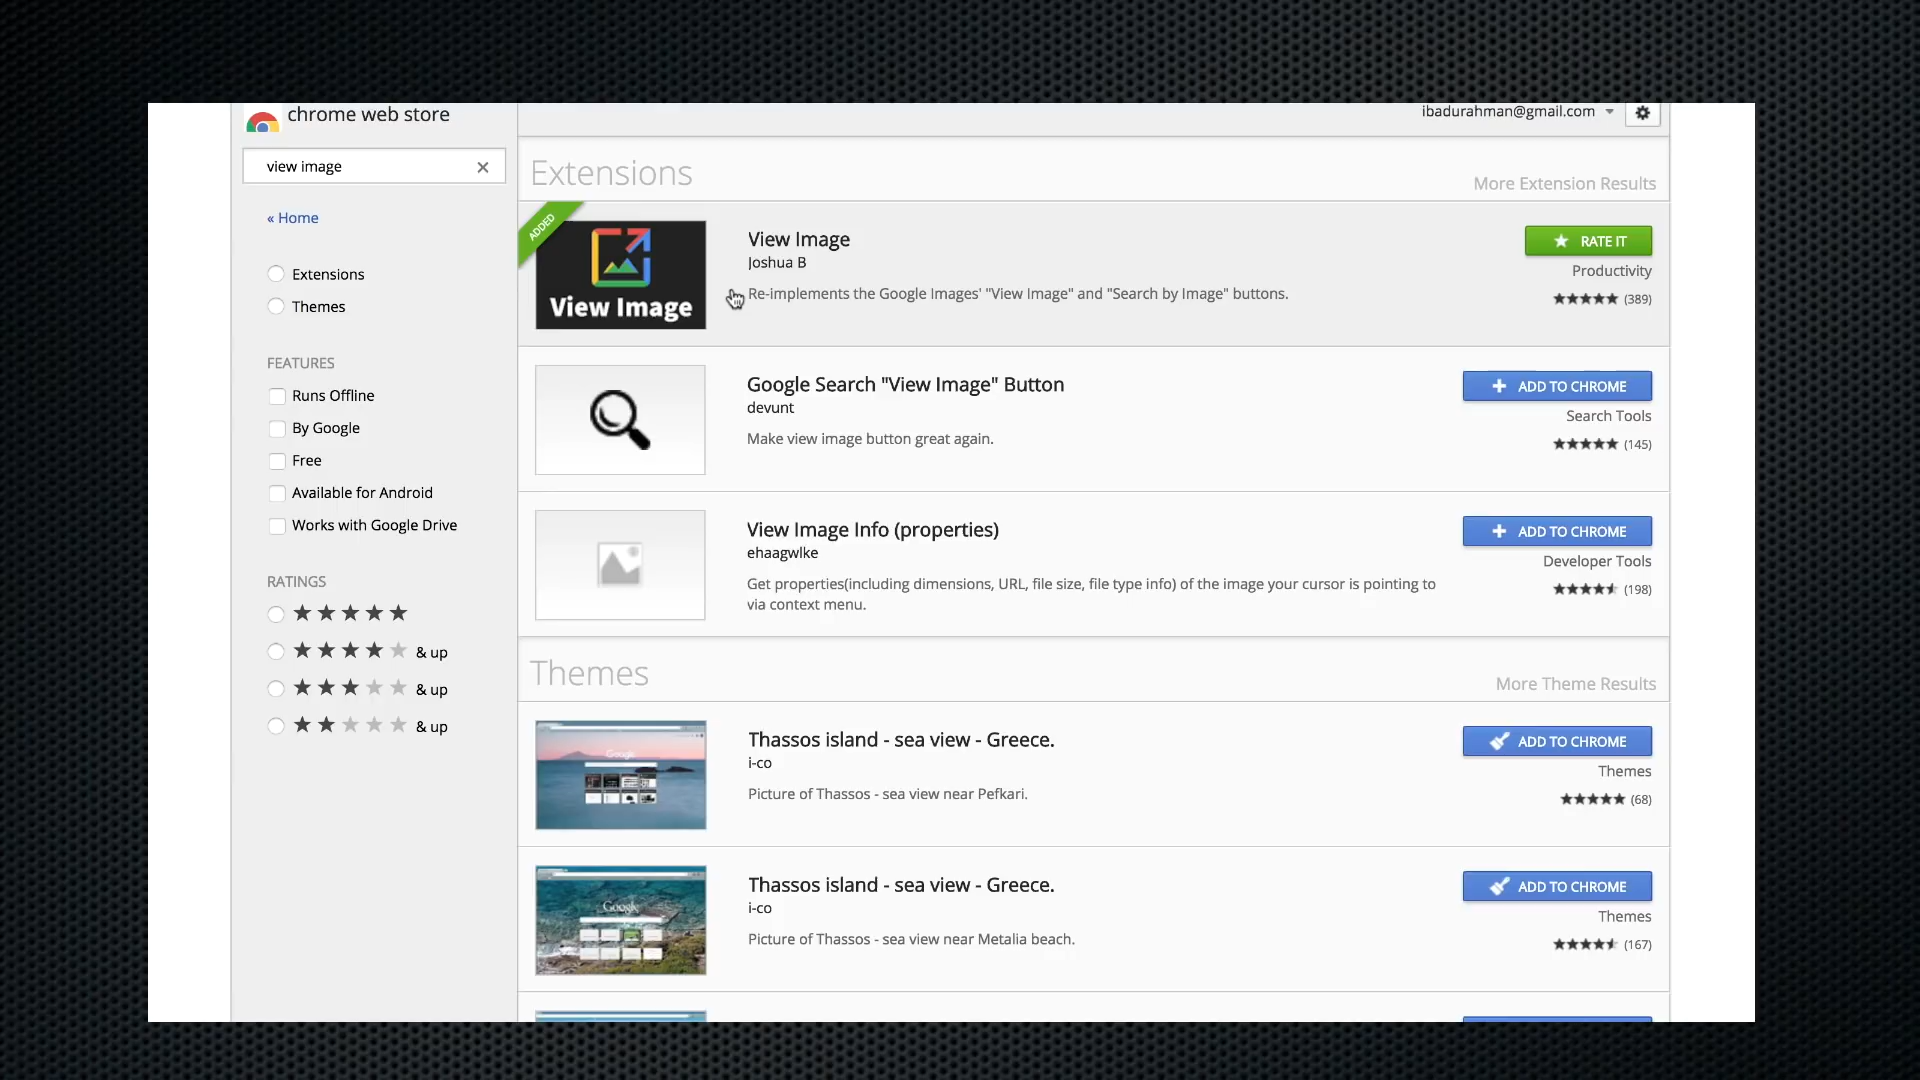 chrome web store
ibadurahman@gmail.com
view image
« Home
Extensions
Themes
FEATURES
Runs Offline
By Google
Free
Available for Android
Works with Google Drive
RATINGS
& up
& up
& up
Extensions
More Extension Results
ADDED
View Image
View Image
Joshua B
Re-implements the Google Images' "View Image" and "Search by Image" buttons.
RATE IT
Productivity
(389)
Google Search "View Image" Button
devunt
Make view image button great again.
ADD TO CHROME
Search Tools
(145)
View Image Info (properties)
ehaagwlke
Get properties(including dimensions, URL, file size, file type info) of the image your cursor is pointing to
via context menu.
ADD TO CHROME
Developer Tools
(198)
Themes
More Theme Results
Google
Thassos island - sea view - Greece.
i-co
Picture of Thassos - sea view near Pefkari.
ADD TO CHROME
Themes
(68)
Google
Thassos island - sea view - Greece.
i-co
Picture of Thassos - sea view near Metalia beach.
ADD TO CHROME
Themes
(167)